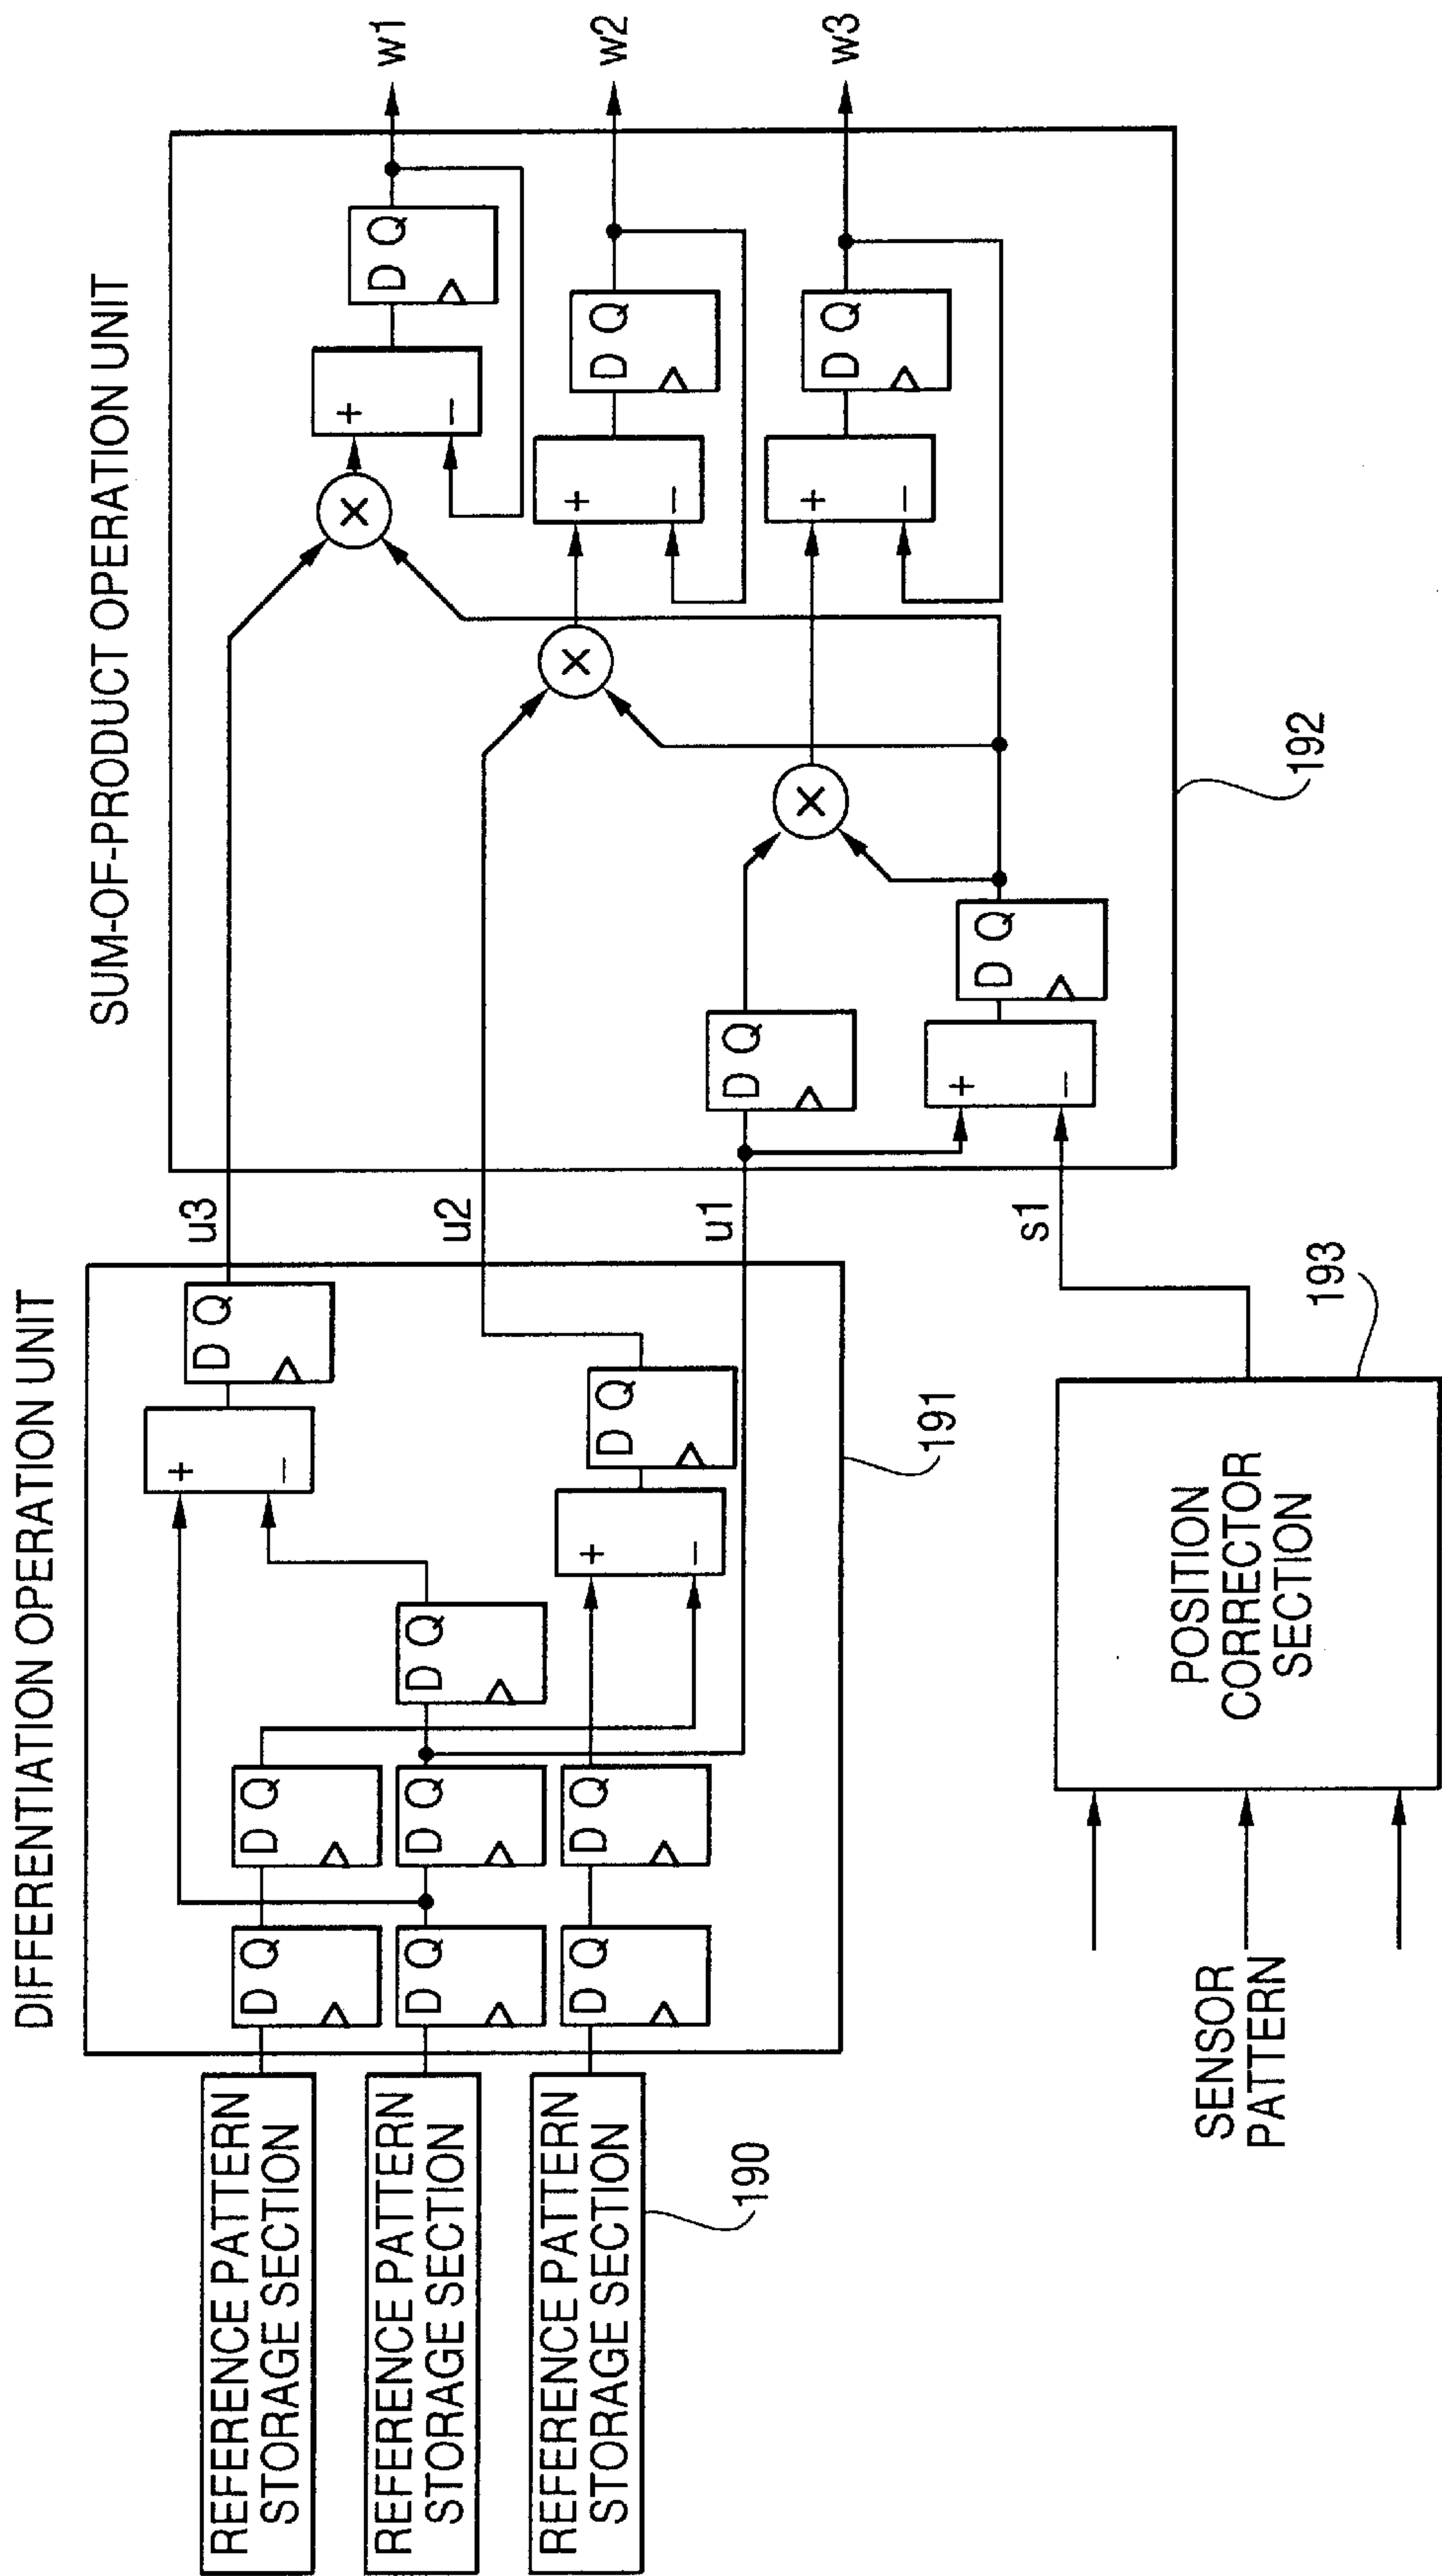 DIFFERENTIATION OPERATION UNIT
SUM-OF-PRODUCT OPERATION UNIT
REFERENCE PATTERN
STORAGE SECTION
REFERENCE PATTERN
STORAGE SECTION
REFERENCE PATTERN
STORAGE SECTION
190
D Q
D Q
D Q
D Q
D Q
D Q
D Q
+
−
D Q
+
−
D Q
191
u3
u2
u1
s1
D Q
+
−
D Q
×
×
×
+
−
D Q
+
−
D Q
+
−
D Q
w1
w2
w3
192
SENSOR
PATTERN
POSITION
CORRECTOR
SECTION
193